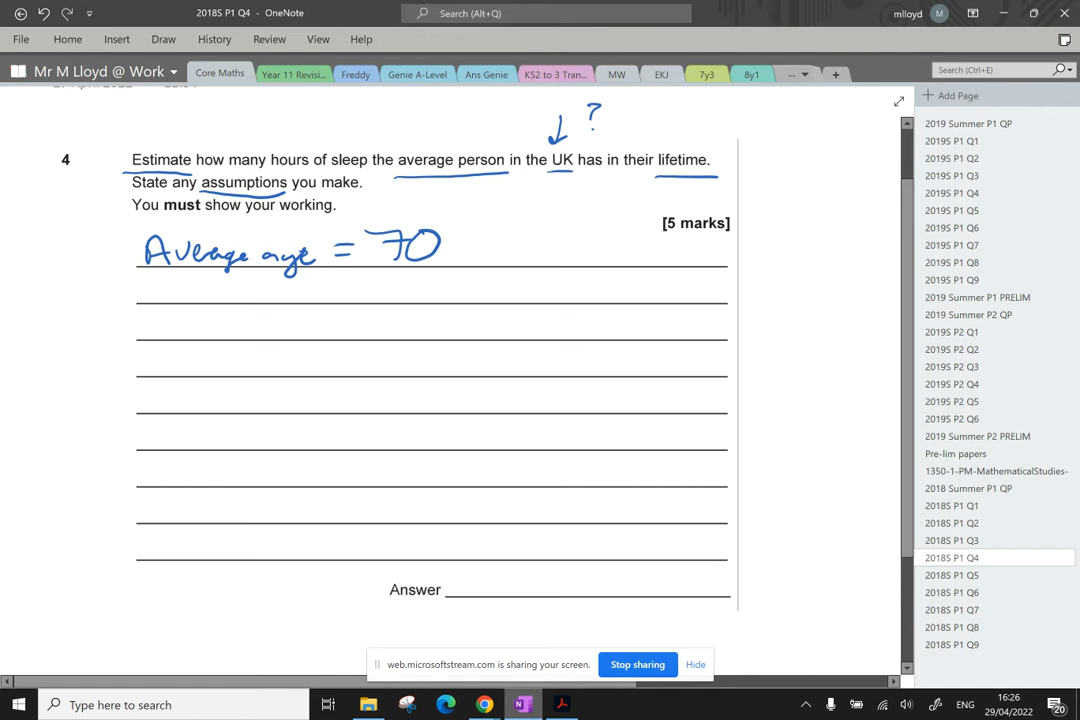 2018S P1 Q4 - OneNote
Search (Alt+Q)
mlloyd
M
File
Home
Insert
Draw
History
Review
View
Help
Mr M Lloyd @ Work
Core Maths
Year 11 Revisi...
Freddy
Genie A-Level
Ans Genie
KS2 to 3 Tran...
MW
EKJ
7y3
8y1
...
+
Search (Ctrl+E)
?
4
Estimate how many hours of sleep the average person in the UK has in their lifetime.
State any assumptions you make.
You must show your working.
[5 marks]
Average age = 70
Answer
Add Page
2019 Summer P1 QP
2019S P1 Q1
2019S P1 Q2
2019S P1 Q3
2019S P1 Q4
2019S P1 Q5
2019S P1 Q6
2019S P1 Q7
2019S P1 Q8
2019S P1 Q9
2019 Summer P1 PRELIM
2019 Summer P2 QP
2019S P2 Q1
2019S P2 Q2
2019S P2 Q3
2019S P2 Q4
2019S P2 Q5
2019S P2 Q6
2019 Summer P2 PRELIM
Pre-lim papers
1350-1-PM-MathematicalStudies-
2018 Summer P1 QP
2018S P1 Q1
2018S P1 Q2
2018S P1 Q3
2018S P1 Q4
2018S P1 Q5
2018S P1 Q6
2018S P1 Q7
2018S P1 Q8
2018S P1 Q9
web.microsoftstream.com is sharing your screen.
Stop sharing
Hide
Type here to search
ENG
16:26
29/04/2022
20